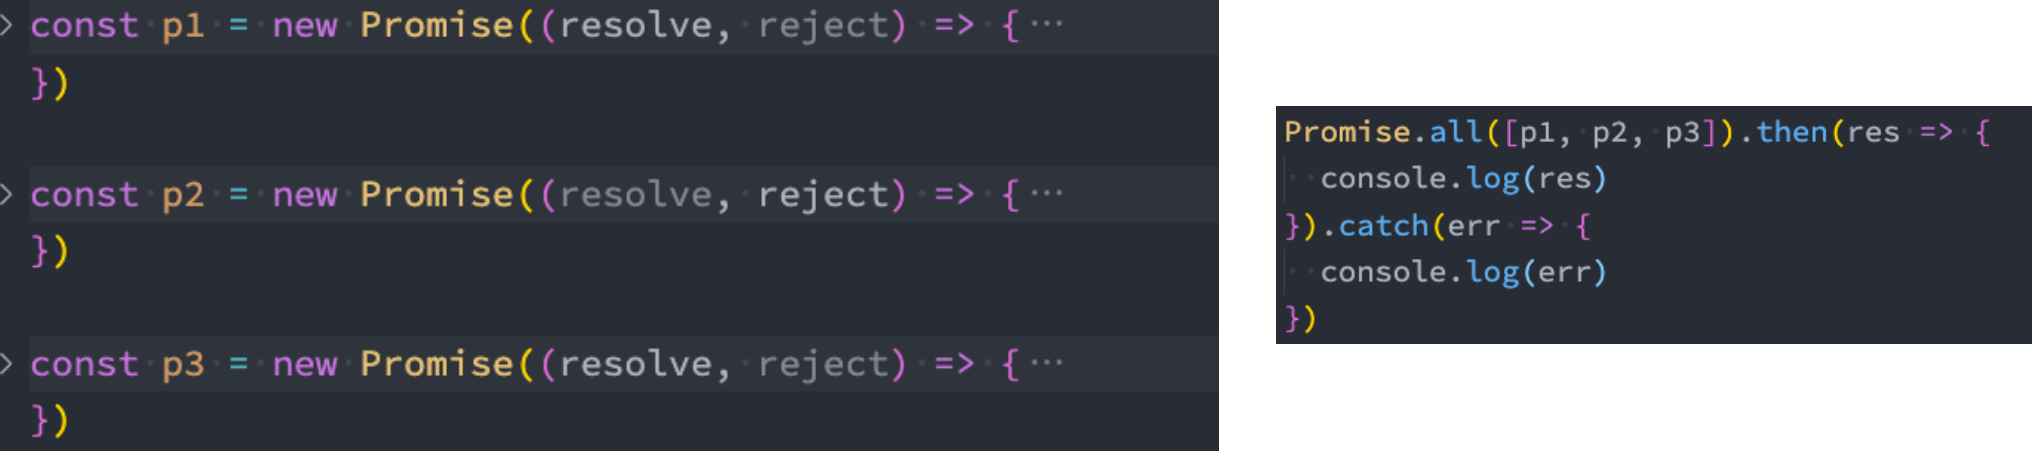 const p1 = new Promise((resolve, reject) => {···
})
const p2 = new Promise((resolve, reject) => {···
})
const p3 = new Promise((resolve, reject) => {···
})
Promise.all([p1, p2, p3]).then(res => {
  console.log(res)
}).catch(err => {
  console.log(err)
})